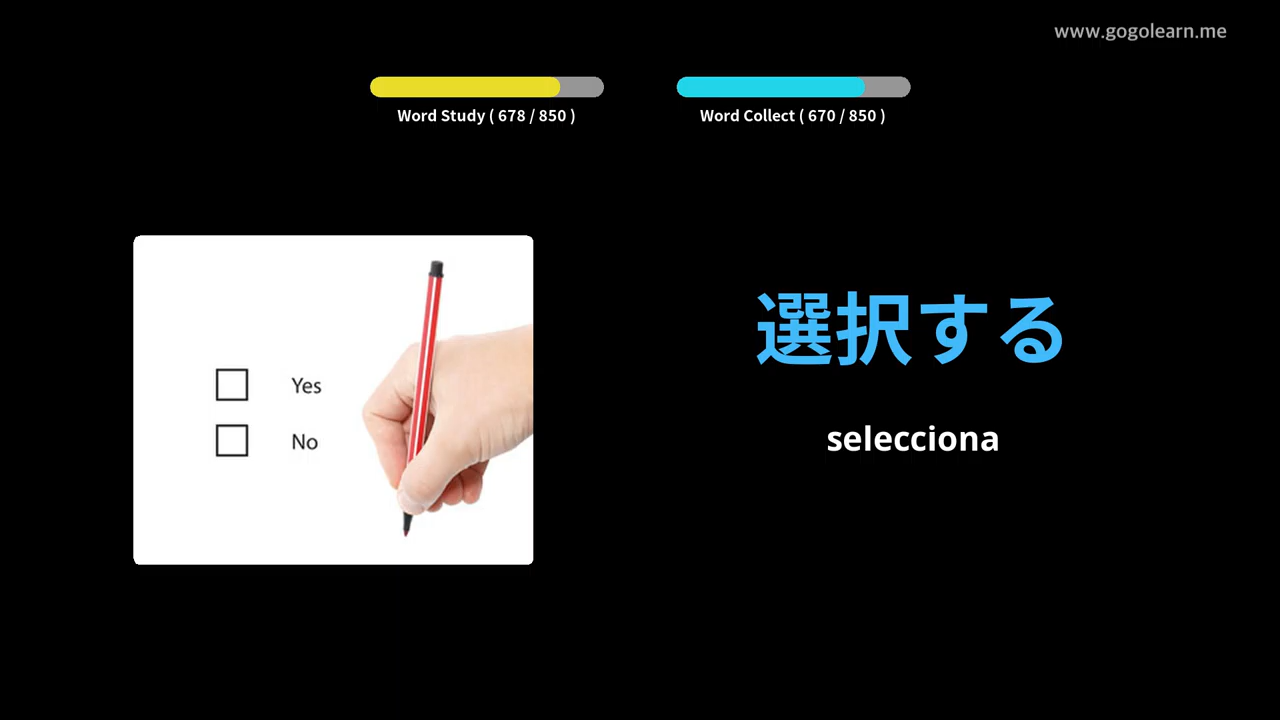 www.gogolearn.me
Word Study ( 678 / 850 )
Word Collect ( 670 / 850 )
Yes
No
選択する
selecciona